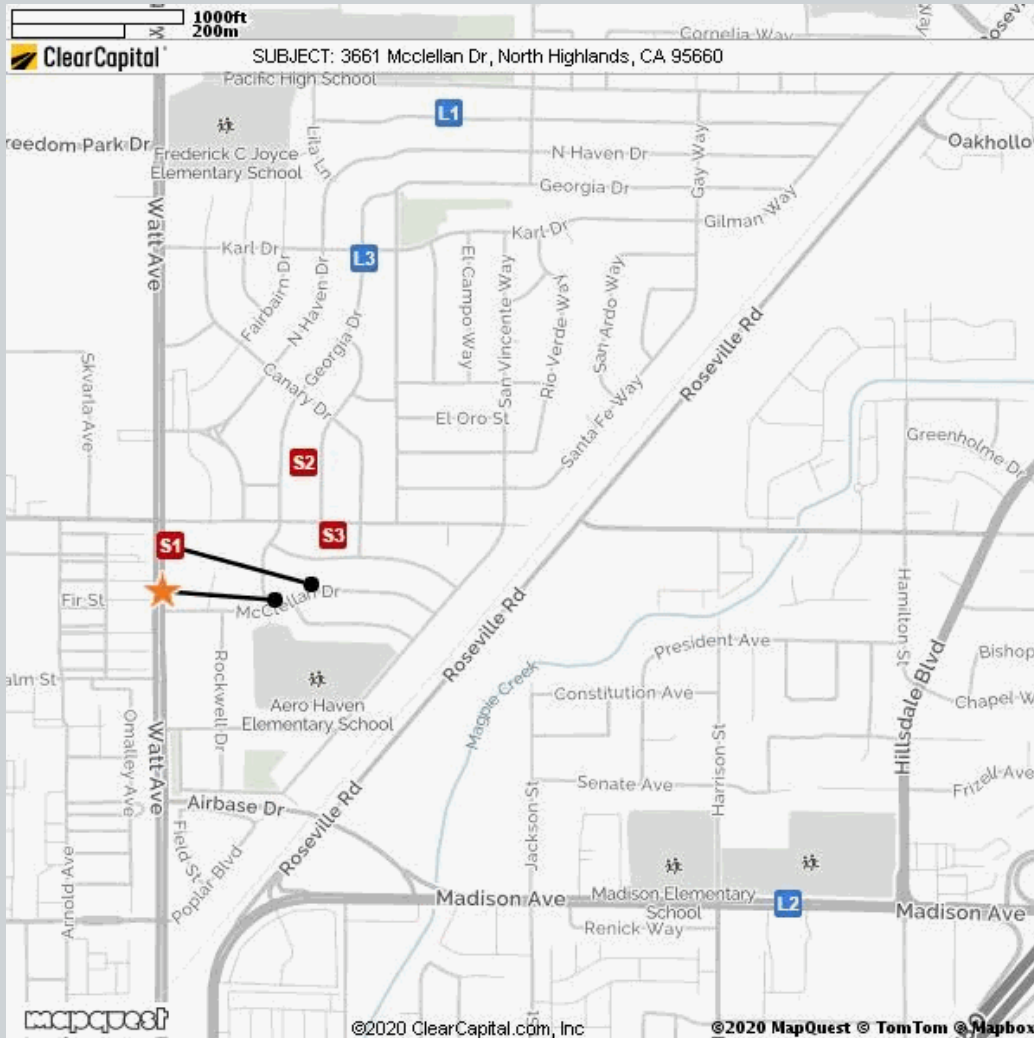 1000ft
200m
Cornelia Way
ClearCapital
SUBJECT: 3661 Mcclellan Dr, North Highlands, CA 95660
Pacific High School
L1
reedom Park Dr
Frederick C Joyce
Elementary School
Lila Ln
N Haven Dr
Georgia Dr
Gay Way
Gilman Way
Oakhollo
Watt Ave
Karl Dr
L3
Karl Dr
Fairbairn Dr
N Haven Dr
Georgia Dr
El Campo Way
San Vincente Way
Rio Verde Way
San Ardo Way
Roseville Rd
Skvarla Ave
Canary Dr
El Oro St
Santa Fe Way
Greenholme Dr
S2
S1
S3
Fir St
McClellan Dr
Roseville Rd
Hamilton St
President Ave
Bishop
alm St
Rockwell Dr
Aero Haven
Elementary School
Magpie Creek
Constitution Ave
Chapel W
Omalley Ave
Watt Ave
Hillsdale Blvd
Harrison St
Senate Ave
Frizell Ave
Airbase Dr
Jackson St
Field St
Poplar Blvd
Roseville Rd
Arnold Ave
Madison Ave
Madison Elementary
School
L2
Madison Ave
Renick Way
St
mapquest
©2020 ClearCapital.com, Inc
©2020 MapQuest © TomTom © Mapbox